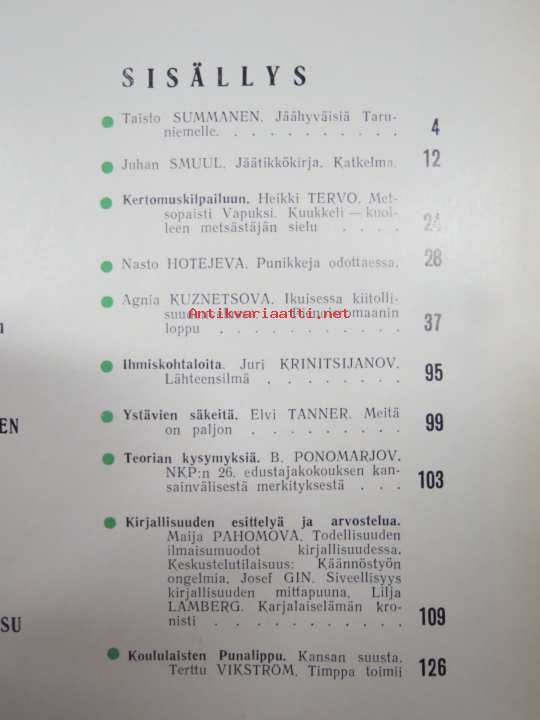 SISÄLLYS
Taisto SUMMANEN. Jäähyväisiä Taru-
niemelle. . . . . . . . . . . 4
Juhan SMUUL. Jäätikkökirja. Katkelma. 12
Kertomuskilpailuun. Heikki TERVO. Met-
sopaisti Vapuksi. Kuukkeli — kuol-
leen metsästäjän sielu . . . . 24
Nasto HOTEJEVA. Punikkeja odottaessa. 28
Agnia KUZNETSOVA. Ikuisessa kiitolli-
Antikvariaatti.net
loppu . . . . . . . . . . 37
Ihmiskohtaloita. Juri KRINITSIJANOV.
Lähteensilmä . . . . . . . 95
Ystävien säkeitä. Elvi TANNER. Meitä
on paljon . . . . . . . . . 99
Teorian kysymyksiä. B. PONOMARJOV.
NKP:n 26. edustajakokouksen kan-
sainvälisestä merkityksestä . . . 103
Kirjallisuuden esittelyä ja arvostelua.
Maija PAHOMOVA. Todellisuuden
ilmaisumuodot kirjallisuudessa.
Keskustelutilaisuus: Käännöstyön
ongelmia. Josef GIN. Siveellisyys
kirjallisuuden mittapuuna. Lilja
LAMBERG. Karjalaiselämän kro-
nisti . . . . . . . . . . 109
Koululaisten Punalippu. Kansan suusta.
Terttu VIKSTRÖM. Timppa toimii 126
EN
SU